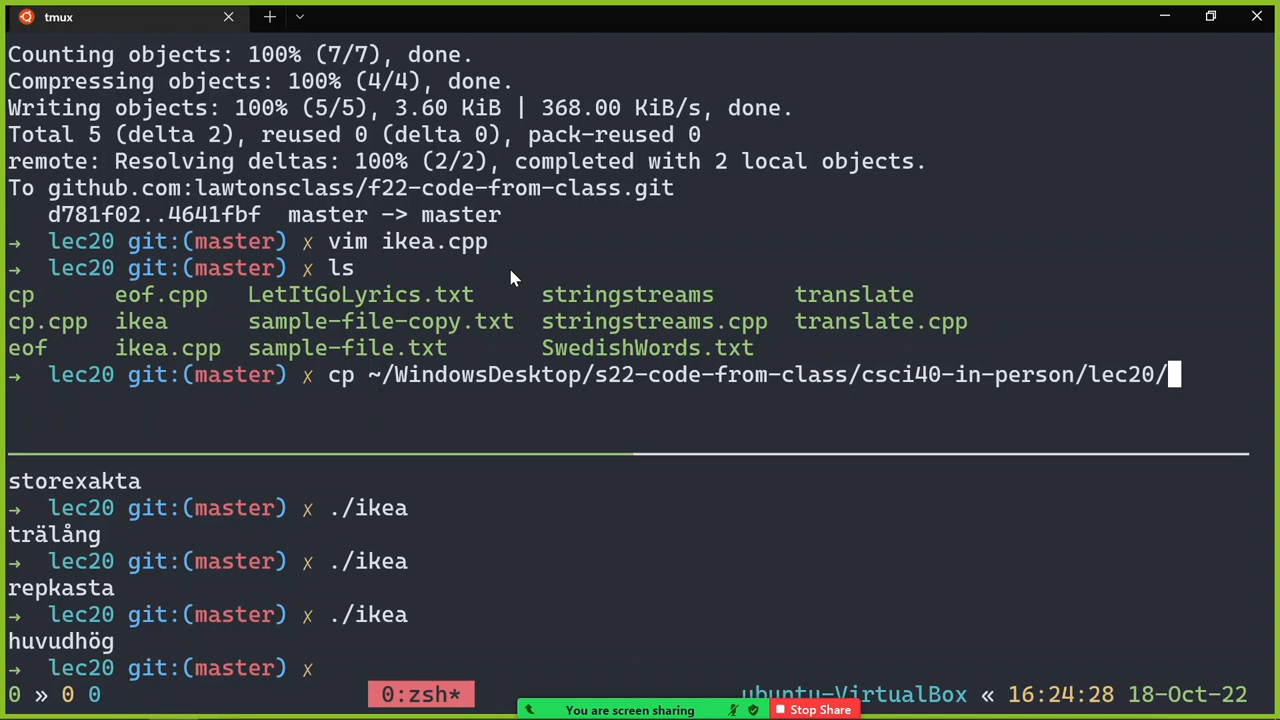 tmux
Counting objects: 100% (7/7), done.
Compressing objects: 100% (4/4), done.
Writing objects: 100% (5/5), 3.60 KiB | 368.00 KiB/s, done.
Total 5 (delta 2), reused 0 (delta 0), pack-reused 0
remote: Resolving deltas: 100% (2/2), completed with 2 local objects.
To github.com:lawtonsclass/f22-code-from-class.git
d781f02..4641fbf  master -> master
→ lec20 git:(master) ✗ vim ikea.cpp
→ lec20 git:(master) ✗ ls
cp eof.cpp LetItGoLyrics.txt stringstreams translate
cp.cpp ikea sample-file-copy.txt stringstreams.cpp translate.cpp
eof ikea.cpp sample-file.txt SwedishWords.txt
→ lec20 git:(master) ✗ cp ~/WindowsDesktop/s22-code-from-class/csci40-in-person/lec20/
storexakta
→ lec20 git:(master) ✗ ./ikea
trälång
→ lec20 git:(master) ✗ ./ikea
repkasta
→ lec20 git:(master) ✗ ./ikea
huvudhög
→ lec20 git:(master) ✗
0 » 0 0 0:zsh* ubuntu-VirtualBox « 16:24:28 18-Oct-22
You are screen sharing Stop Share